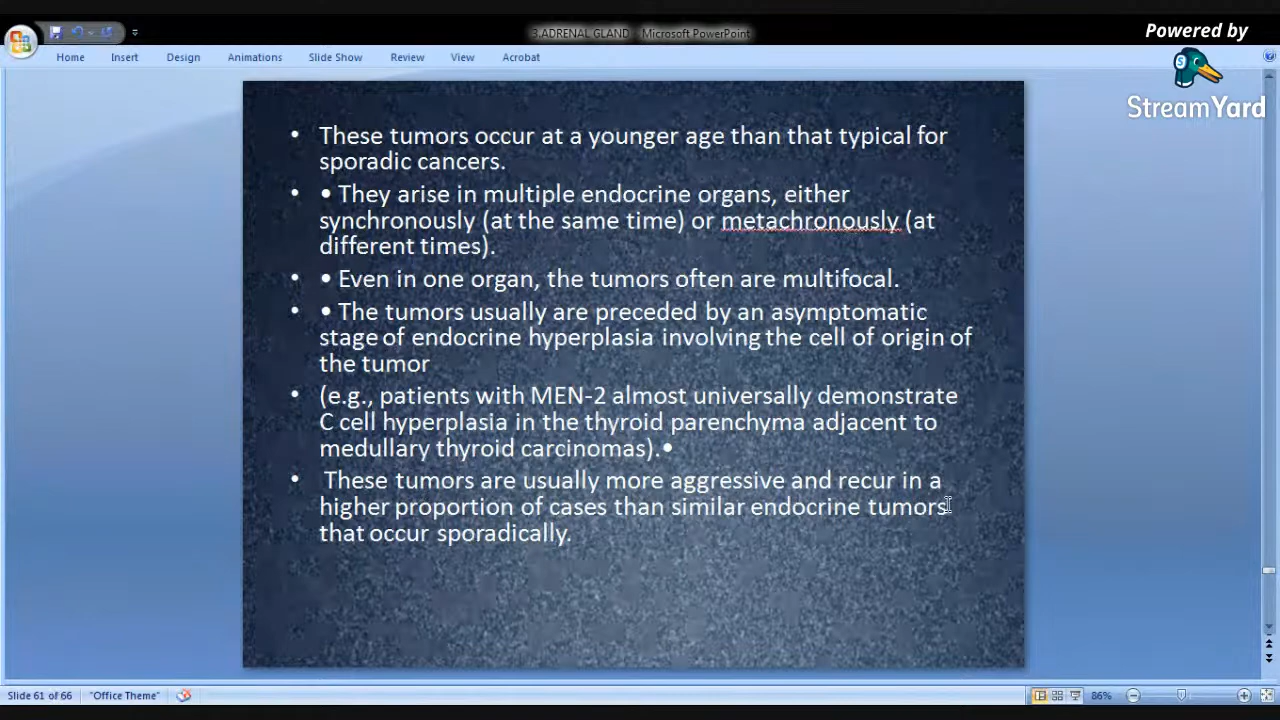 3.ADRENAL GLAND - Microsoft PowerPoint
Powered by
StreamYard
Home Insert Design Animations Slide Show Review View Acrobat
• These tumors occur at a younger age than that typical for
sporadic cancers.
• • They arise in multiple endocrine organs, either
synchronously (at the same time) or metachronously (at
different times).
• • Even in one organ, the tumors often are multifocal.
• • The tumors usually are preceded by an asymptomatic
stage of endocrine hyperplasia involving the cell of origin of
the tumor
• (e.g., patients with MEN-2 almost universally demonstrate
C cell hyperplasia in the thyroid parenchyma adjacent to
medullary thyroid carcinomas).•
• These tumors are usually more aggressive and recur in a
higher proportion of cases than similar endocrine tumors
that occur sporadically.
Slide 61 of 66 "Office Theme" 86%